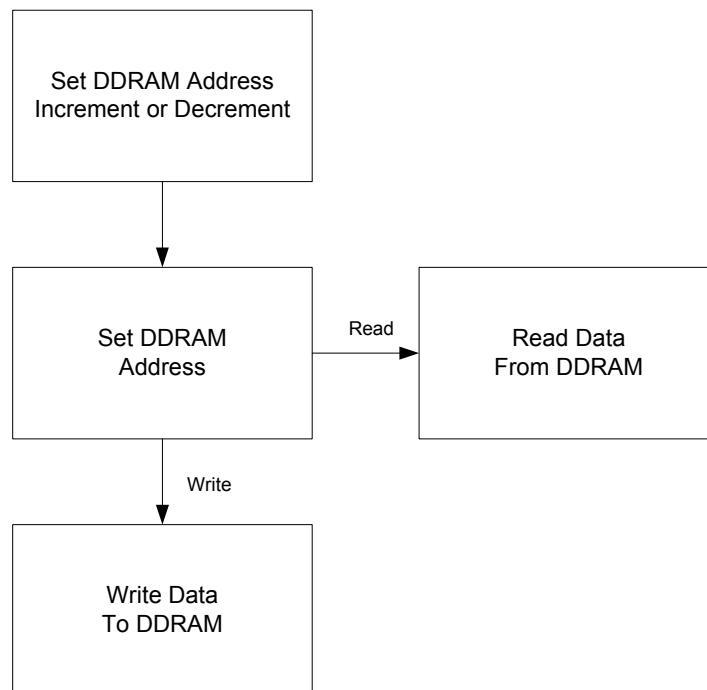 Set DDRAM Address
Increment or Decrement
Set DDRAM
Address
Read
Read Data
From DDRAM
Write
Write Data
To DDRAM